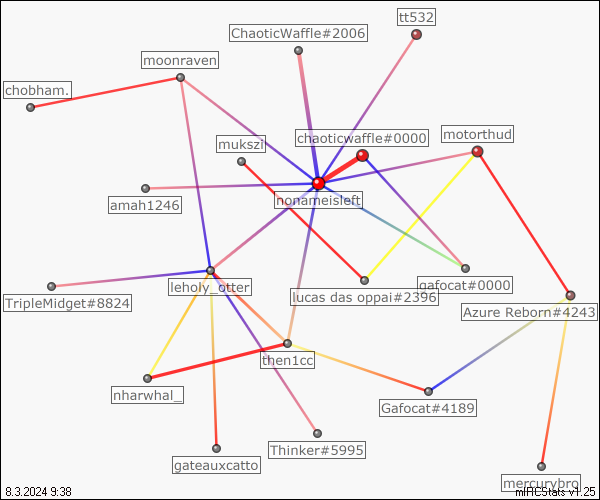 tt532
ChaoticWaffle#2006
moonraven
chobham.
chaoticwaffle#0000
motorthud
mukszi
nonameisleft
amah1246
gafocat#0000
leholy_otter
lucas das oppai#2396
TripleMidget#8824
Azure Reborn#4243
then1cc
nharwhal_
Gafocat#4189
Thinker#5995
gateauxcatto
mercurybro
8.3.2024 9:38
mIRCStats v1.25